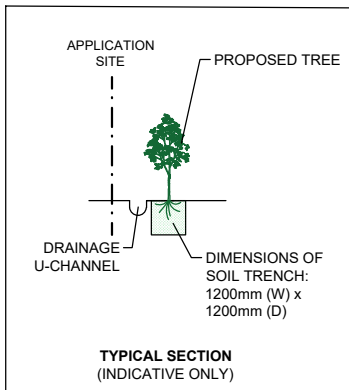 APPLICATION
SITE
PROPOSED TREE
DRAINAGE
U-CHANNEL
DIMENSIONS OF
SOIL TRENCH:
1200mm (W) x
1200mm (D)
TYPICAL SECTION
(INDICATIVE ONLY)